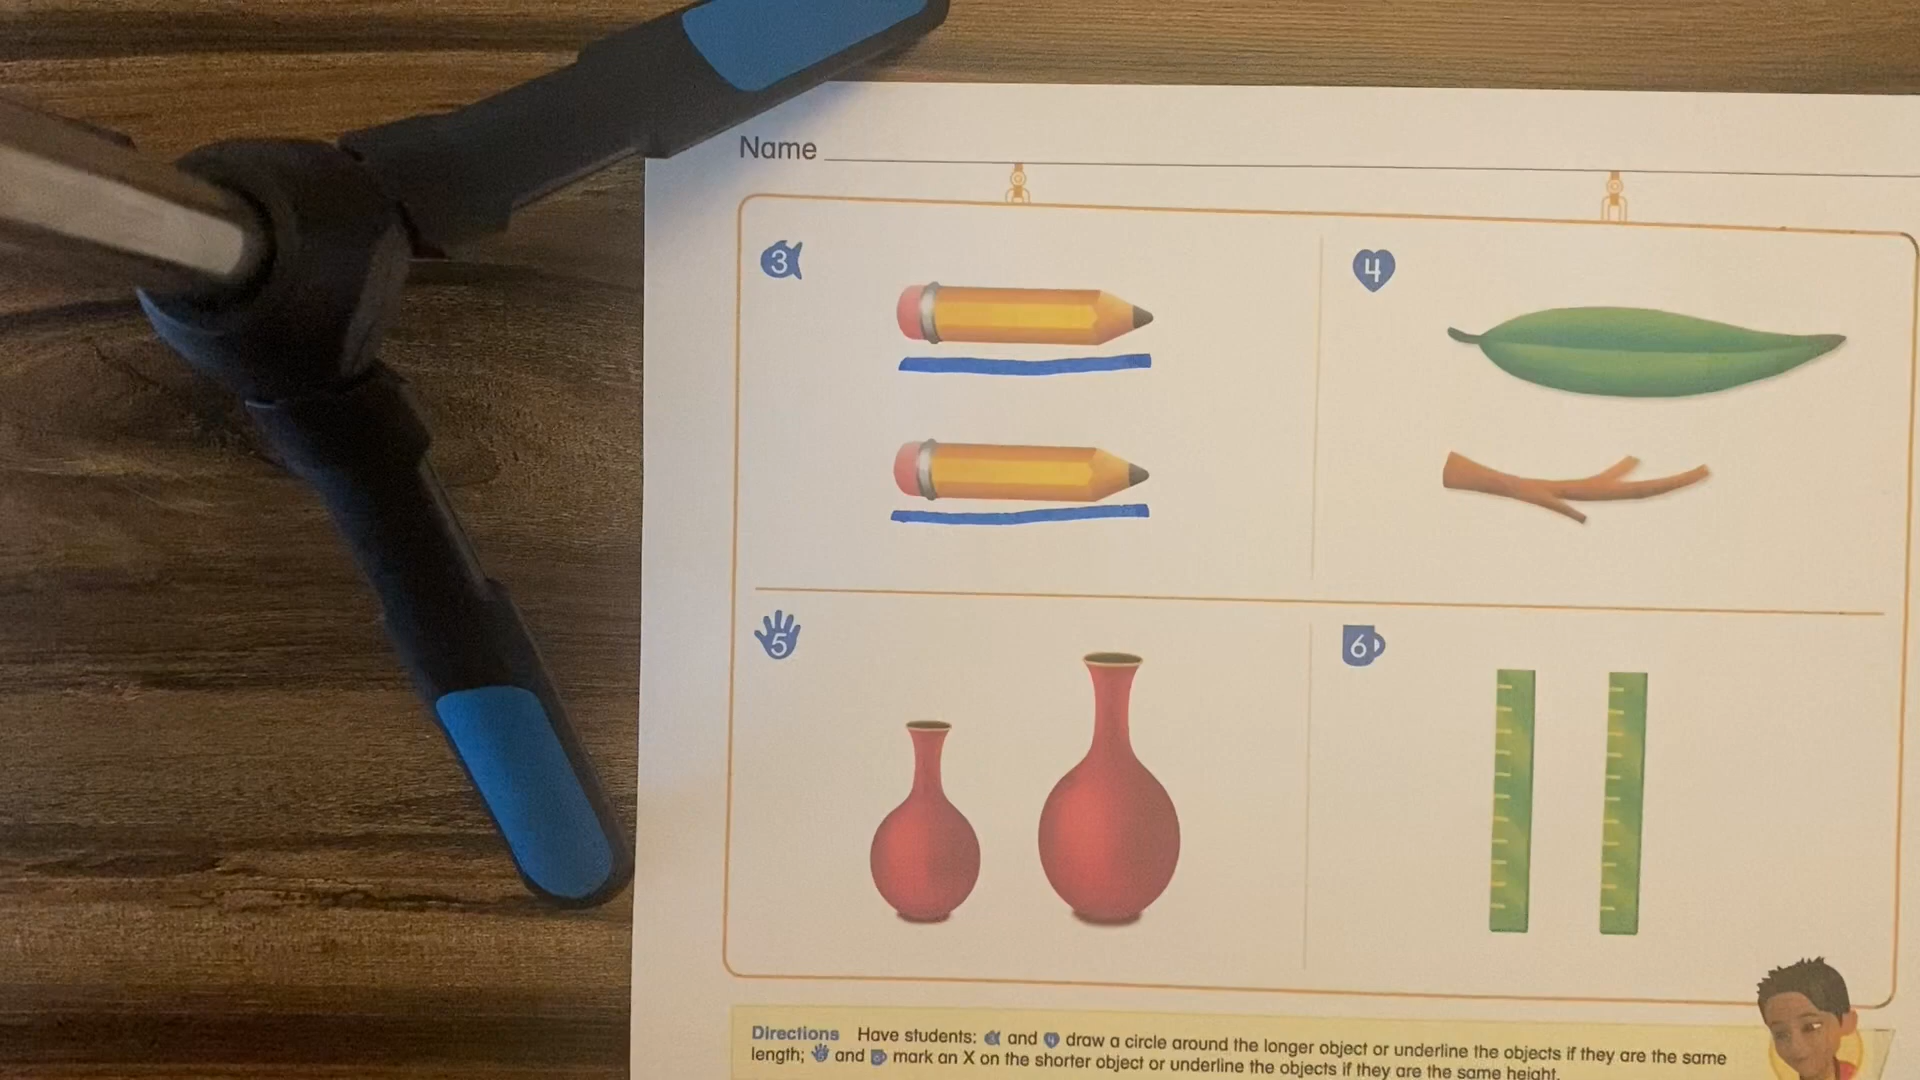 Name
3
4
5
6
Directions Have students: 3 and 4 draw a circle around the longer object or underline the objects if they are the same
length; 5 and 6 mark an X on the shorter object or underline the objects if they are the same height.